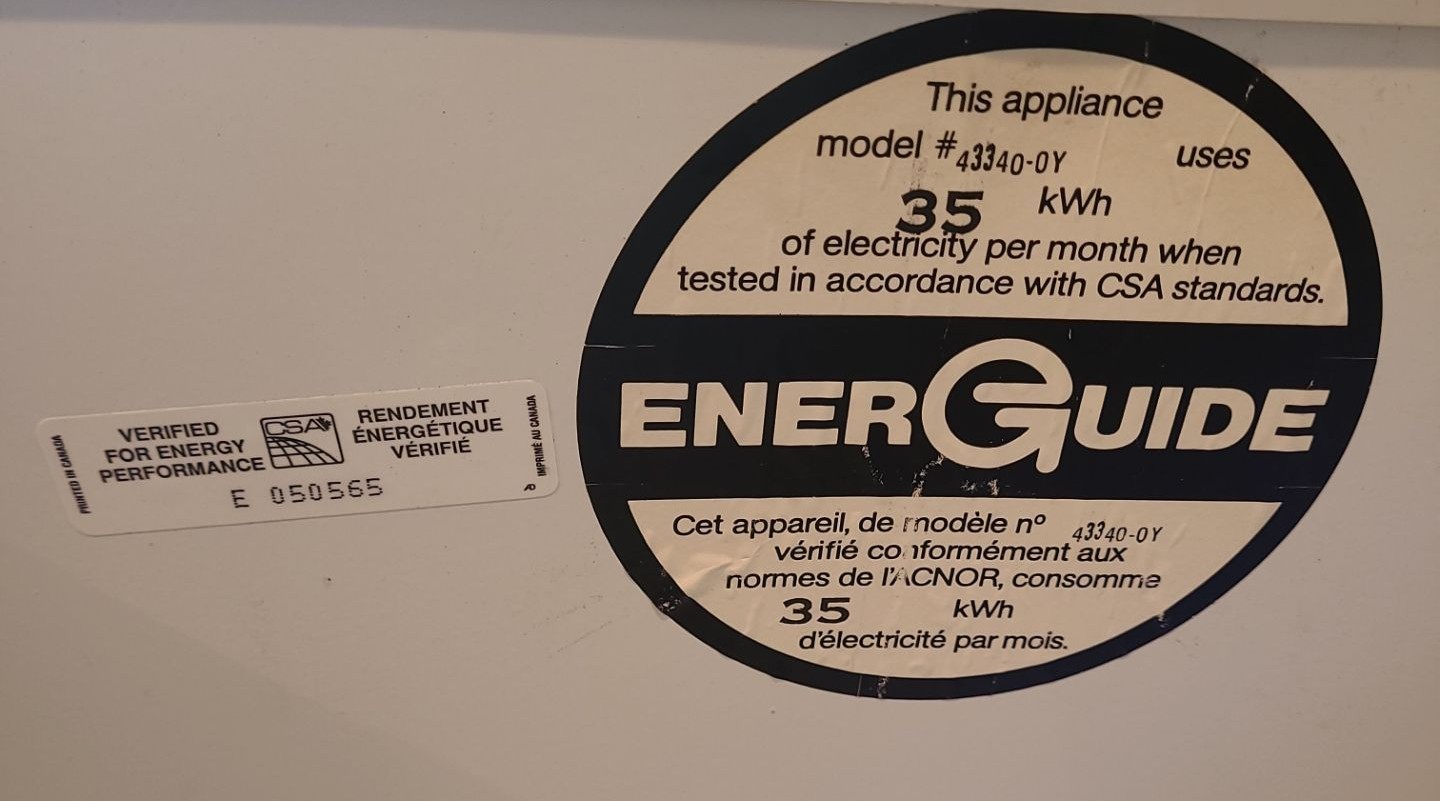 This appliance
model # 43340-0Y uses
35 kWh
of electricity per month when
tested in accordance with CSA standards.
ENERGUIDE
Cet appareil, de modèle nº 43340-0Y
vérifié conformément aux
normes de l'ACNOR, consomme
35 kWh
d'électricité par mois.
PRINTED IN CANADA
VERIFIED
FOR ENERGY
PERFORMANCE
CSA
RENDEMENT
ÉNERGÉTIQUE
VÉRIFIÉ
E 050565
IMPRIMÉ AU CANADA